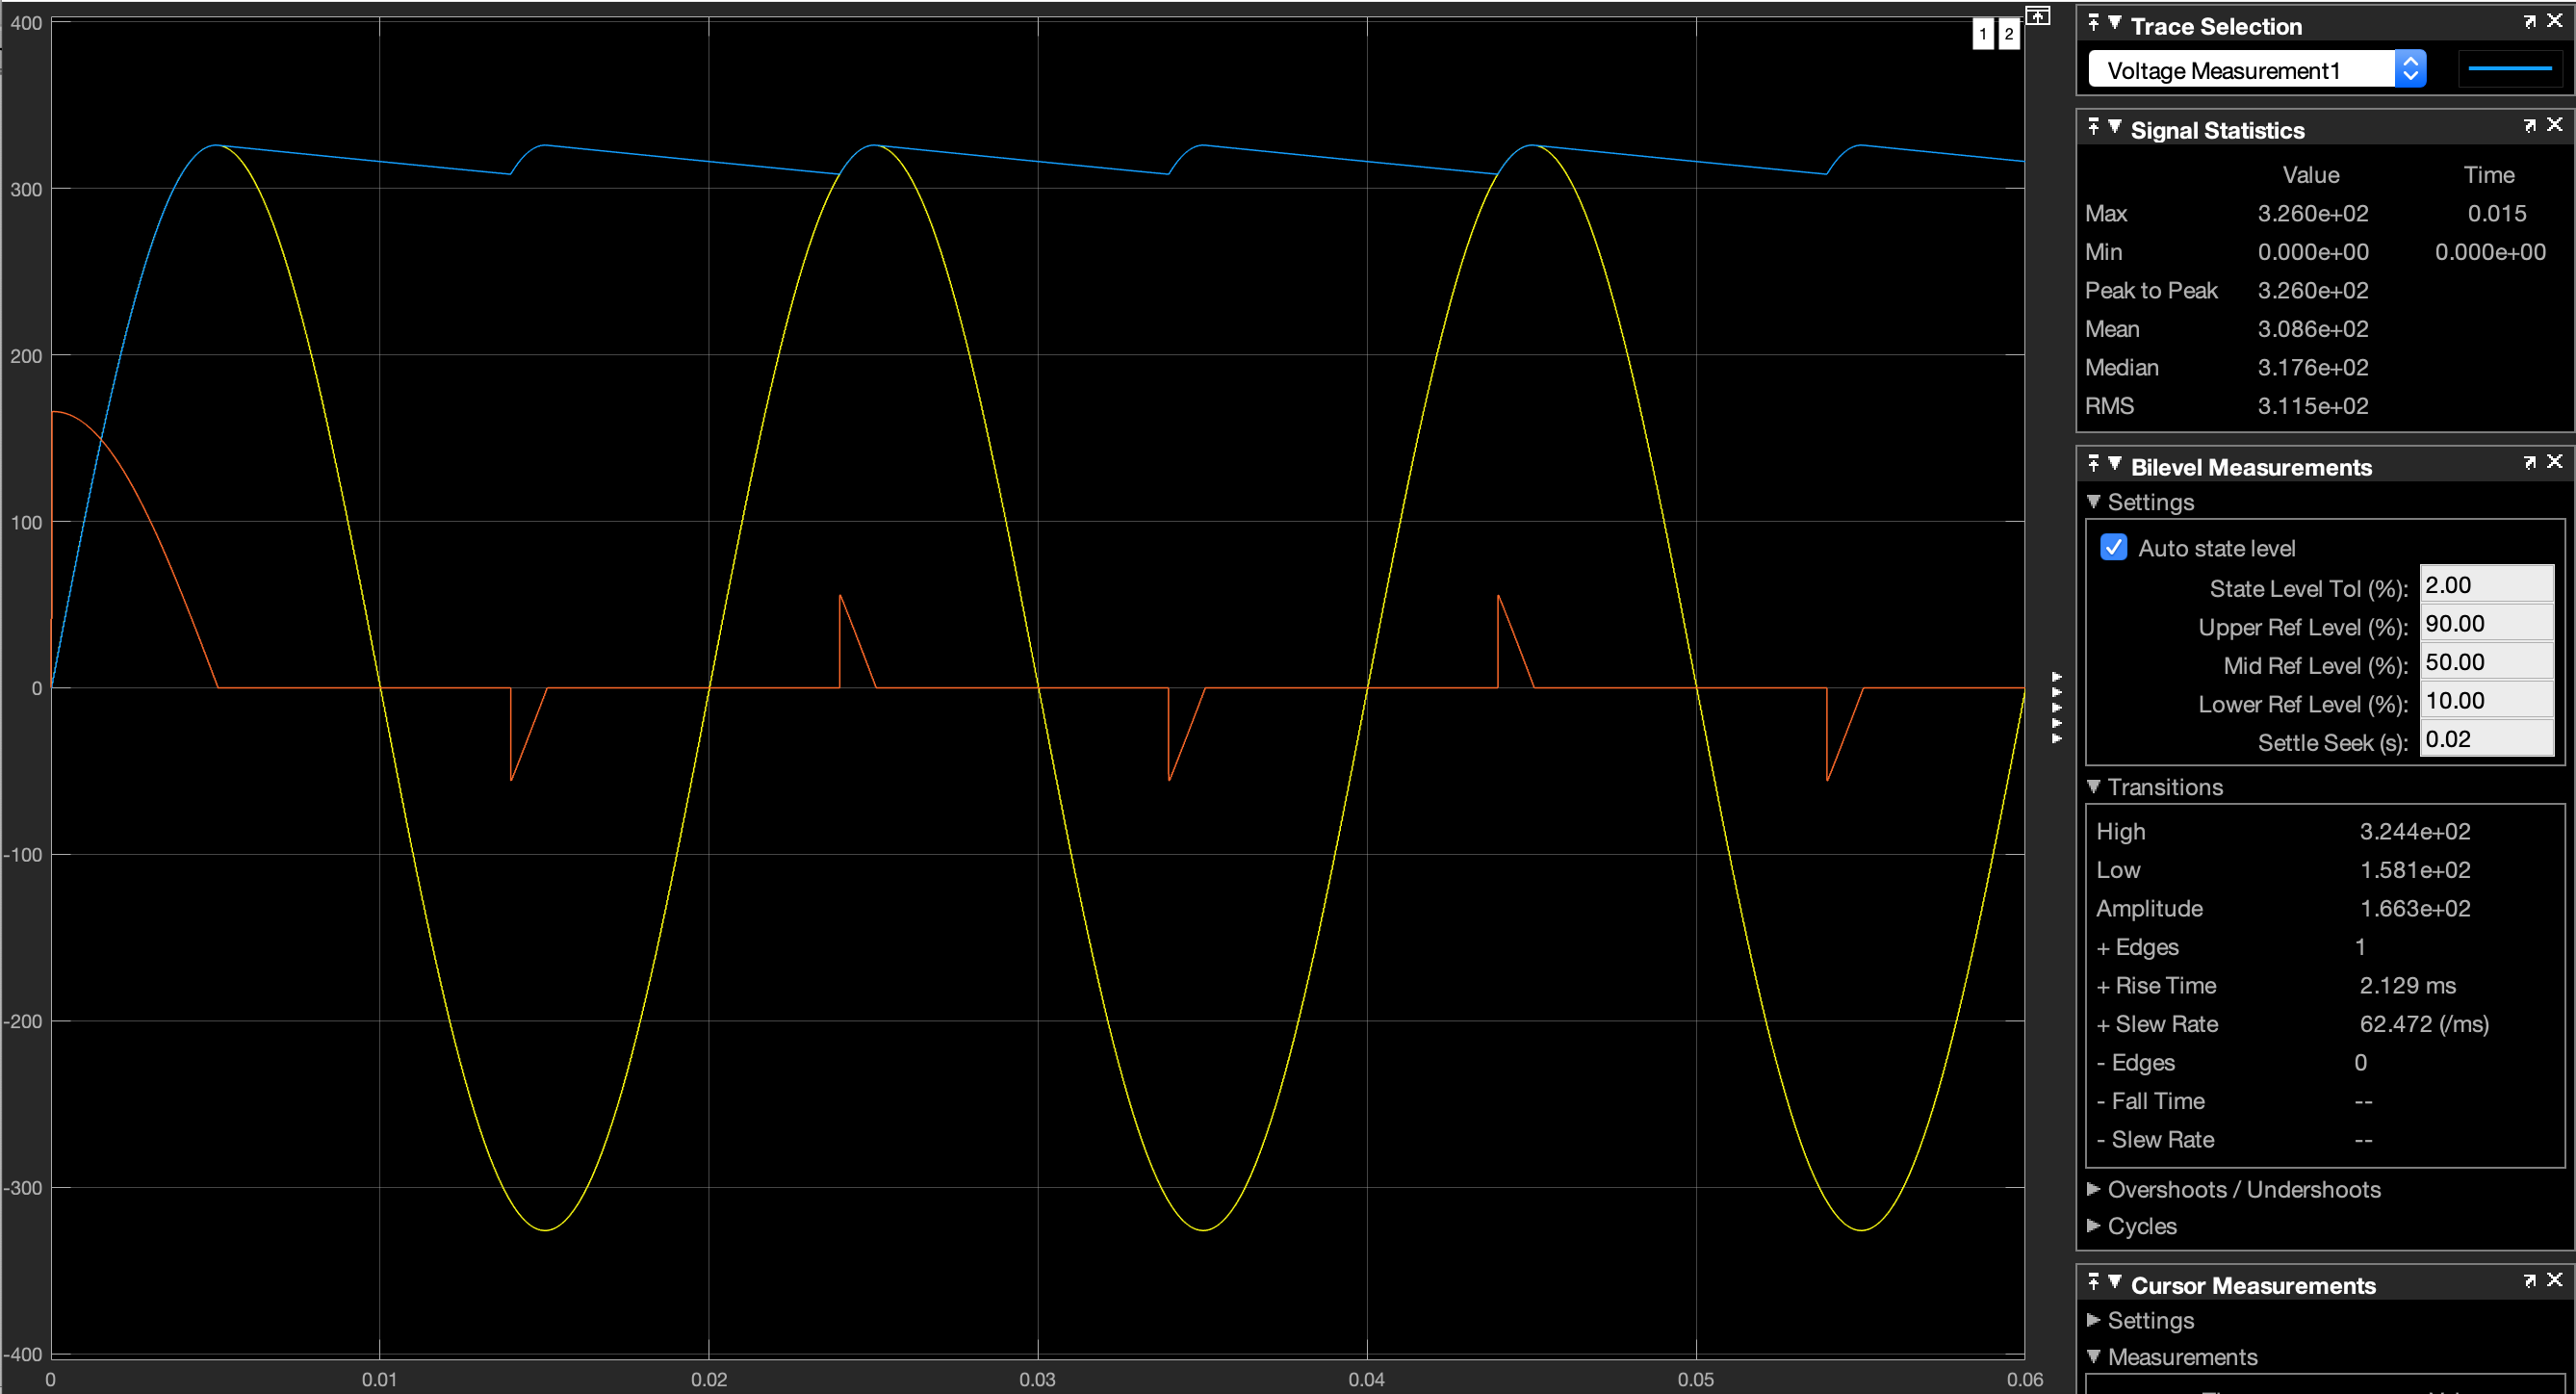 400
300
200
100
0
-100
-200
-300
-400
0 0.01 0.02 0.03 0.04 0.05 0.06
1 2
Trace Selection
Voltage Measurement1
Signal Statistics
Value Time
Max 3.260e+02 0.015
Min 0.000e+00 0.000e+00
Peak to Peak 3.260e+02
Mean 3.086e+02
Median 3.176e+02
RMS 3.115e+02
Bilevel Measurements
Settings
Auto state level
State Level Tol (%): 2.00
Upper Ref Level (%): 90.00
Mid Ref Level (%): 50.00
Lower Ref Level (%): 10.00
Settle Seek (s): 0.02
Transitions
High 3.244e+02
Low 1.581e+02
Amplitude 1.663e+02
+ Edges 1
+ Rise Time 2.129 ms
+ Slew Rate 62.472 (/ms)
- Edges 0
- Fall Time --
- Slew Rate --
Overshoots / Undershoots
Cycles
Cursor Measurements
Settings
Measurements